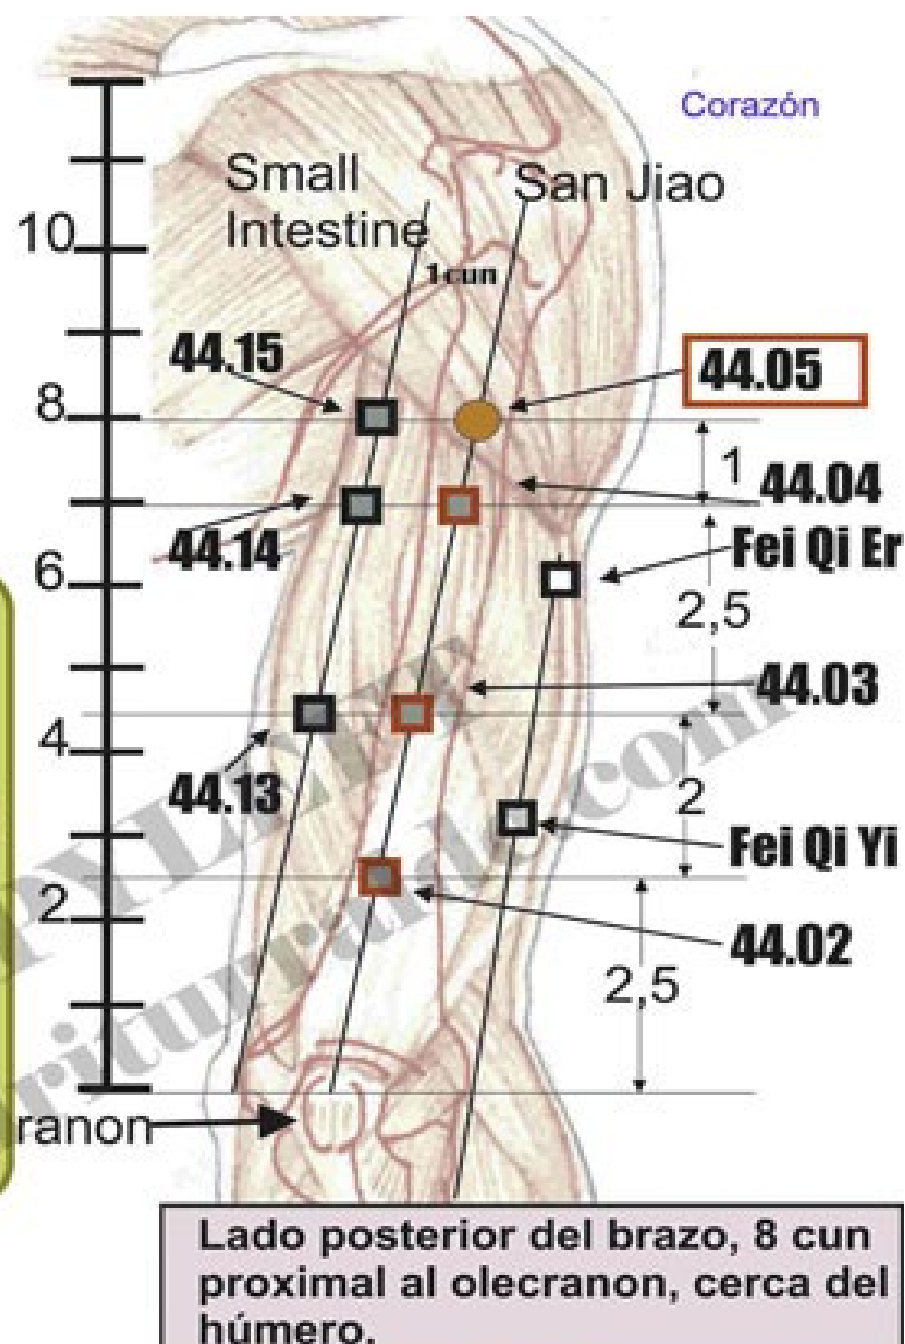 Corazón
Small
Intestine
San Jiao
10
1cun
44.15
44.05
8
1
44.04
44.14
Fei Qi Er
6
2,5
44.03
4
44.13
2
Fei Qi Yi
2
44.02
2,5
ranon
Lado posterior del brazo, 8 cun
proximal al olecranon, cerca del
húmero.